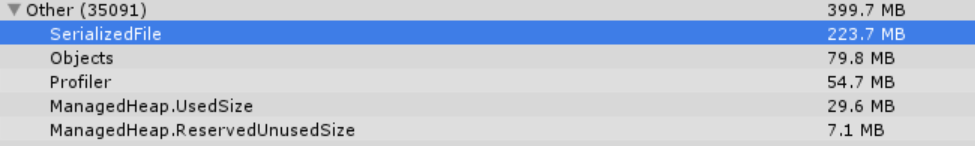 Other (35091) 399.7 MB
SerializedFile 223.7 MB
Objects 79.8 MB
Profiler 54.7 MB
ManagedHeap.UsedSize 29.6 MB
ManagedHeap.ReservedUnusedSize 7.1 MB